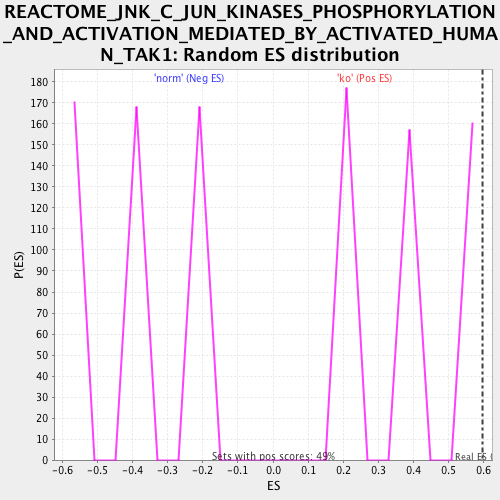 REACTOME_JNK_C_JUN_KINASES_PHOSPHORYLATION
_AND_ACTIVATION_MEDIATED_BY_ACTIVATED_HUMA
N_TAK1: Random ES distribution
'norm' (Neg ES) 'ko' (Pos ES)
180
170
160
150
140
130
120
110
100
90
80
70
60
50
40
30
20
10
0
P(ES)
Sets with pos scores: 49%
Real ES (
-0.6 -0.5 -0.4 -0.3 -0.2 -0.1 0.0 0.1 0.2 0.3 0.4 0.5 0.6
ES